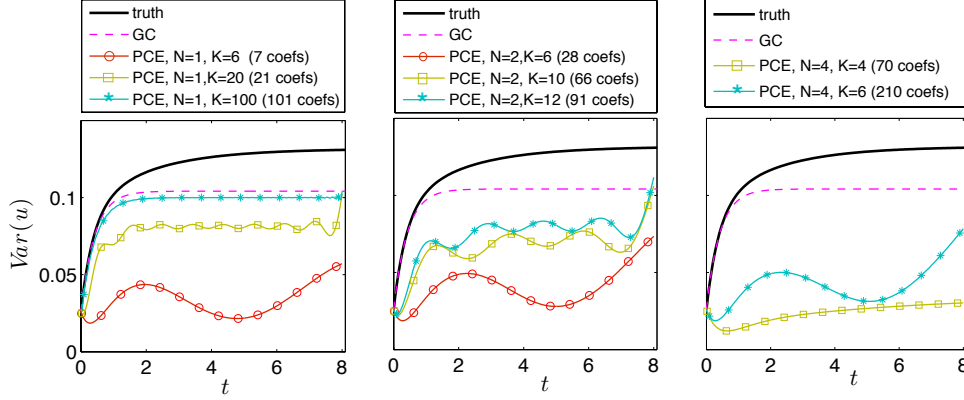 truth
GC
PCE, N=1, K=6 (7 coefs)
PCE, N=1,K=20 (21 coefs)
PCE, N=1, K=100 (101 coefs)
truth
GC
PCE, N=2,K=6 (28 coefs)
PCE, N=2, K=10 (66 coefs)
PCE, N=2,K=12 (91 coefs)
truth
GC
PCE, N=4, K=4 (70 coefs)
PCE, N=4, K=6 (210 coefs)
Var(u)
0.1
0.05
0
0 2 4 6 8
t
0 2 4 6 8
t
0 2 4 6 8
t